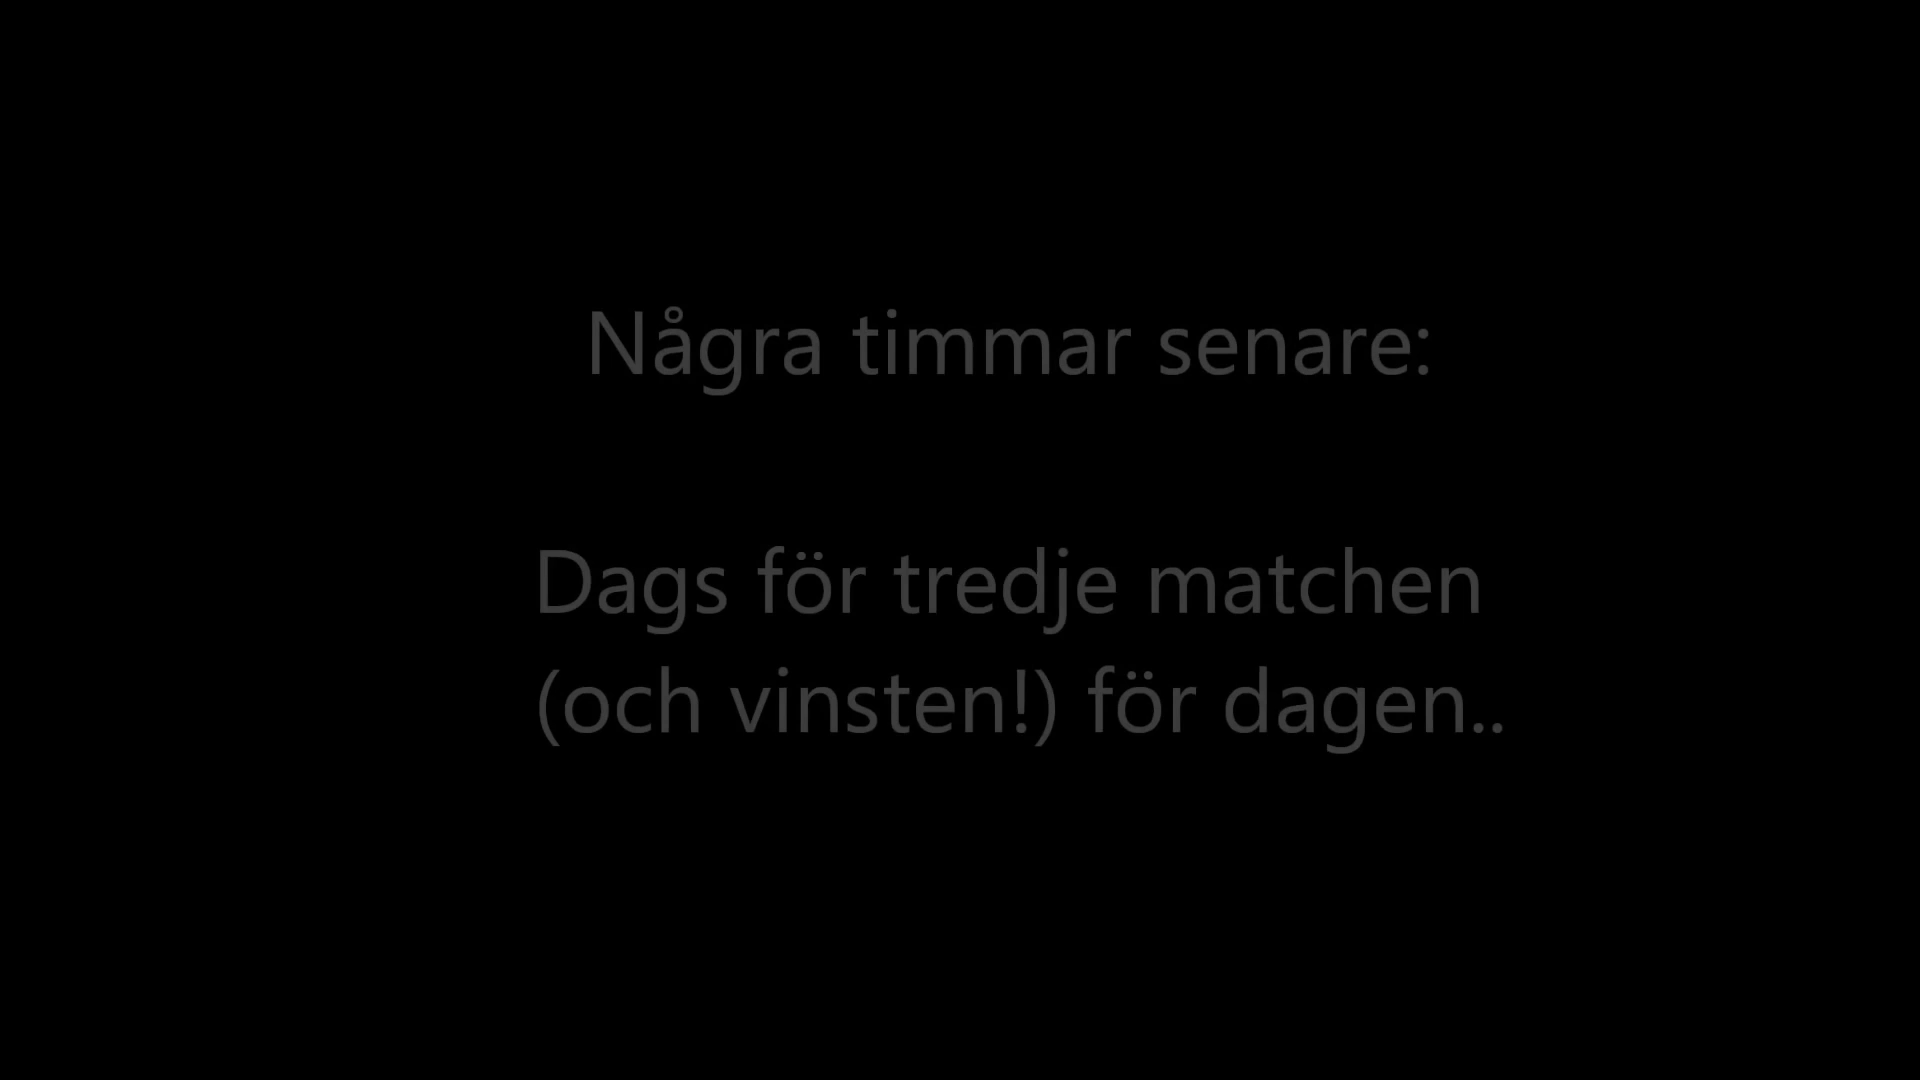 Några timmar senare:
Dags för tredje matchen
(och vinsten!) för dagen..